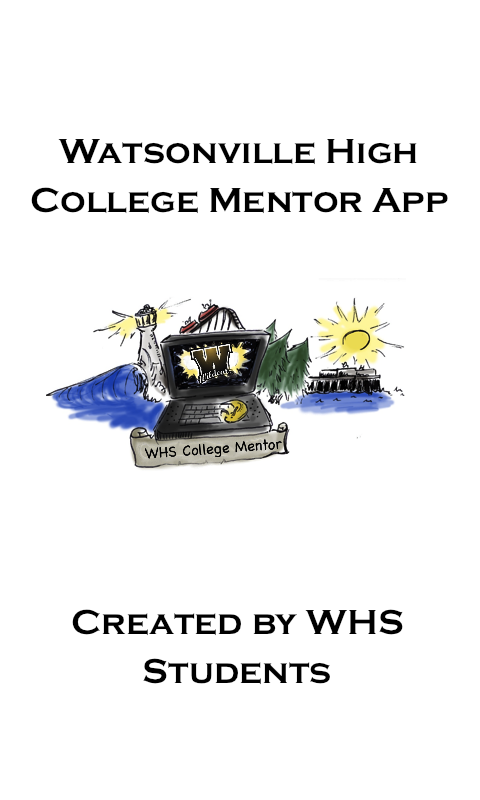 Watsonville High
College Mentor App
W
WHS College Mentor
Created by WHS
Students